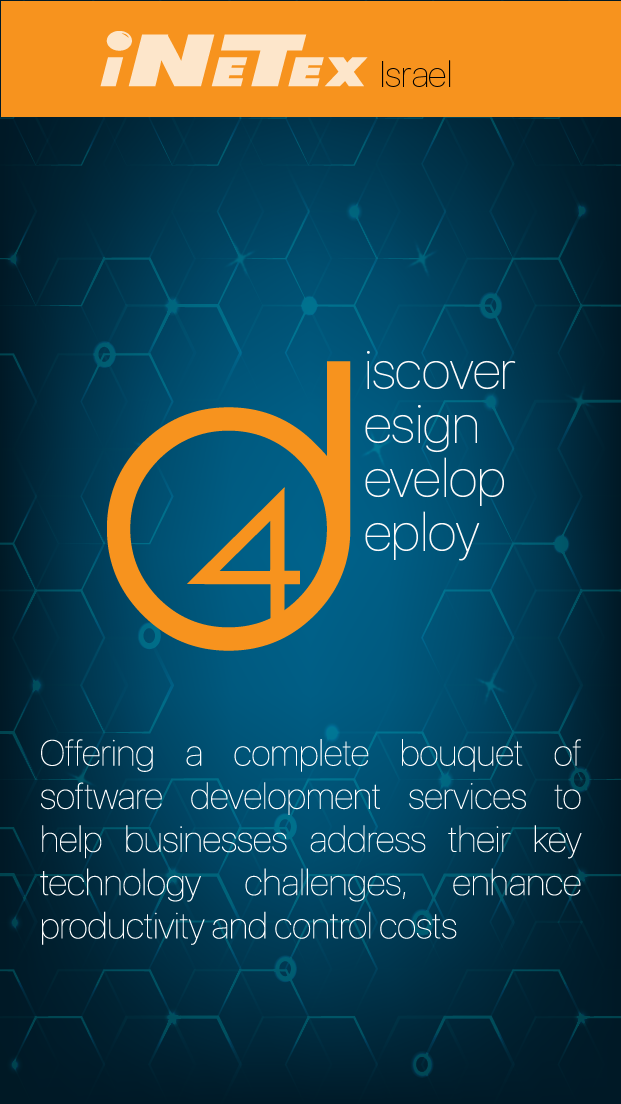 iNeTex Israel
d iscover
esign
evelop
eploy
4
Offering a complete bouquet of
software development services to
help businesses address their key
technology challenges, enhance
productivity and control costs